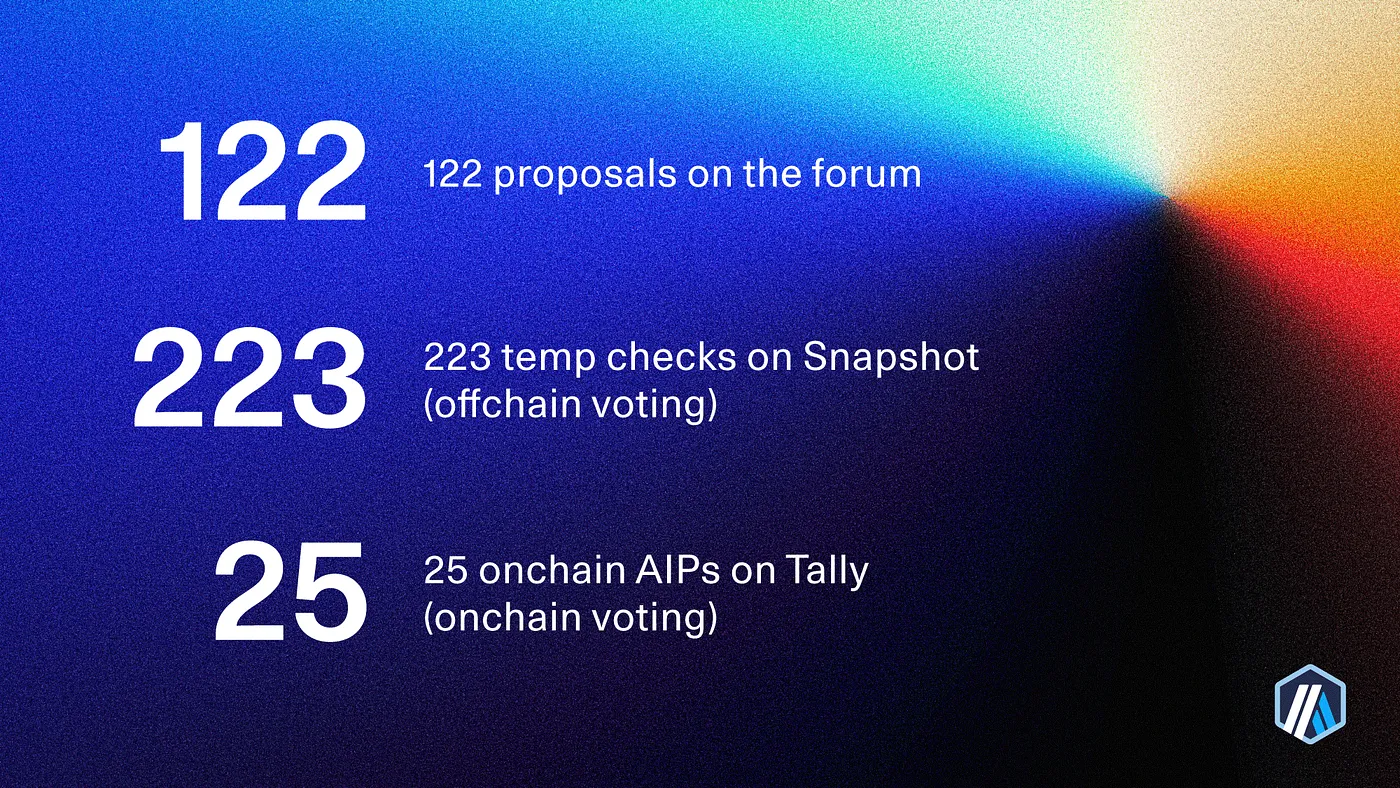 122
122 proposals on the forum
223
223 temp checks on Snapshot
(offchain voting)
25
25 onchain AIPs on Tally
(onchain voting)